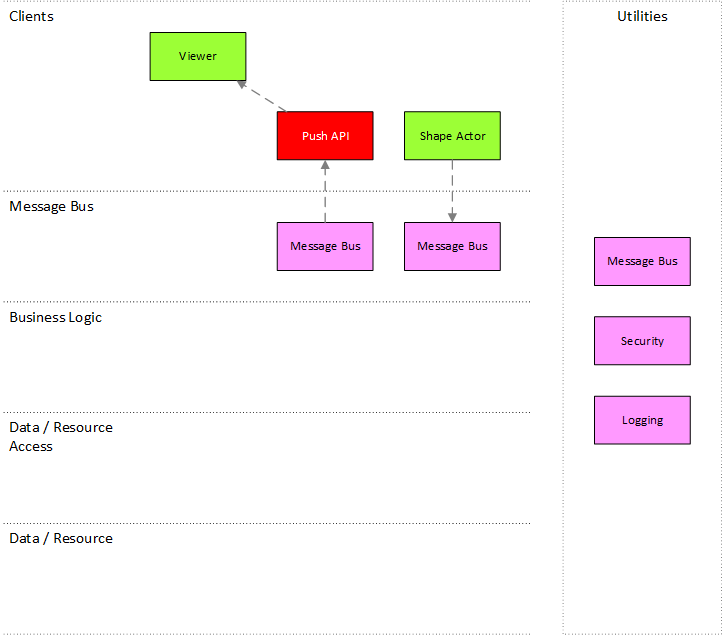 Clients
Utilities
Viewer
Push API
Shape Actor
Message Bus
Message Bus
Message Bus
Message Bus
Business Logic
Security
Data / Resource
Access
Logging
Data / Resource